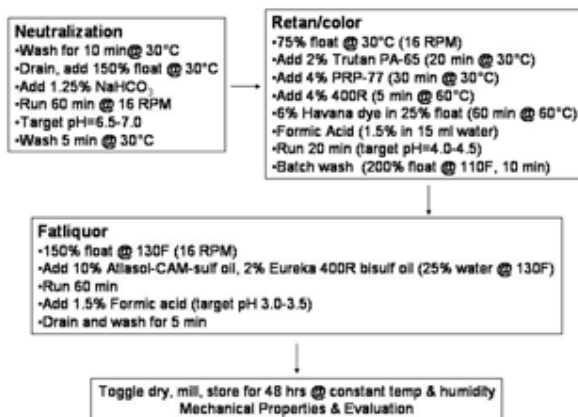 Neutralization
•Wash for 10 min@ 30°C
•Drain, add 150% float @ 30°C
•Add 1.25% NaHCO3
•Run 60 min @ 16 RPM
•Target pH=6.5-7.0
•Wash 5 min @ 30°C
Retan/color
•75% float @ 30°C (16 RPM)
•Add 2% Trutan PA-65 (20 min @ 30°C)
•Add 4% PRP-77 (30 min @ 30°C)
•Add 4% 400R (5 min @ 60°C)
•6% Havana dye in 25% float (60 min @ 60°C)
•Formic Acid (1.5% in 15 ml water)
•Run 20 min (target pH=4.0-4.5)
•Batch wash (200% float @ 110F, 10 min)
Fatliquor
•150% float @ 130F (16 RPM)
•Add 10% Atlasol-CAM-sulf oil, 2% Eureka 400R bisulf oil (25% water @ 130F)
•Run 60 min
•Add 1.5% Formic acid (target pH 3.0-3.5)
•Drain and wash for 5 min
Toggle dry, mill, store for 48 hrs @ constant temp & humidity
Mechanical Properties & Evaluation